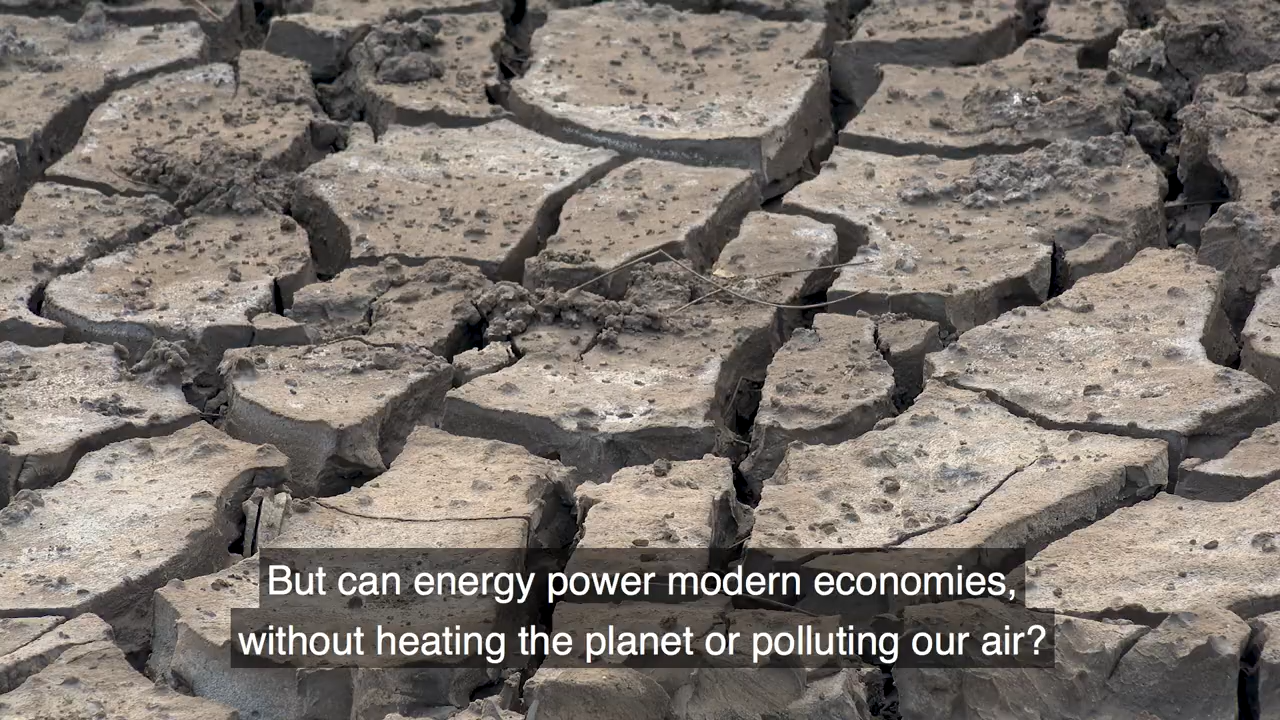 But can energy power modern economies,
without heating the planet or polluting our air?